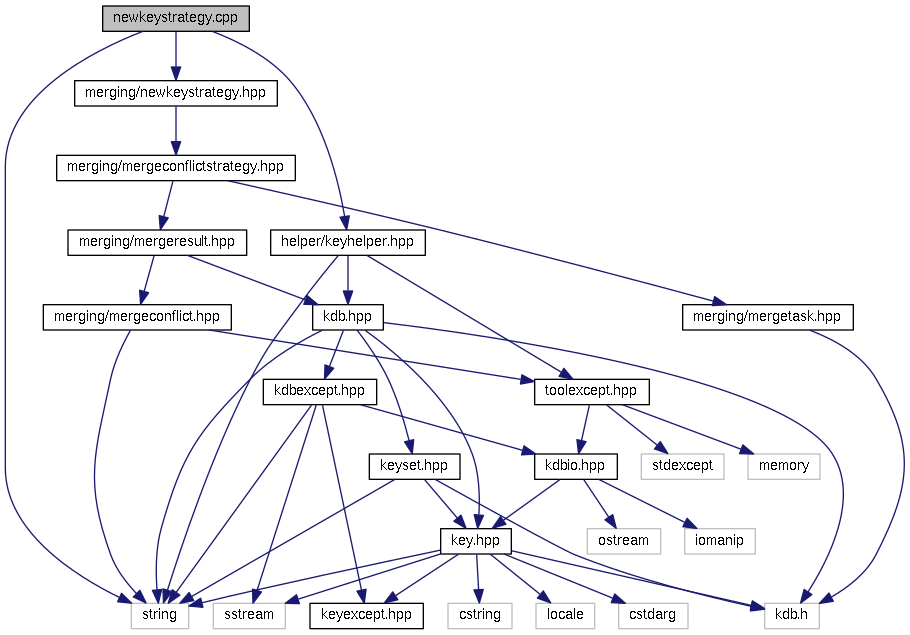 newkeystrategy.cpp
merging/newkeystrategy.hpp
merging/mergeconflictstrategy.hpp
merging/mergeresult.hpp
helper/keyhelper.hpp
merging/mergeconflict.hpp
kdb.hpp
merging/mergetask.hpp
kdbexcept.hpp
toolexcept.hpp
keyset.hpp
kdbio.hpp
stdexcept
memory
key.hpp
ostream
iomanip
string
sstream
keyexcept.hpp
cstring
locale
cstdarg
kdb.h